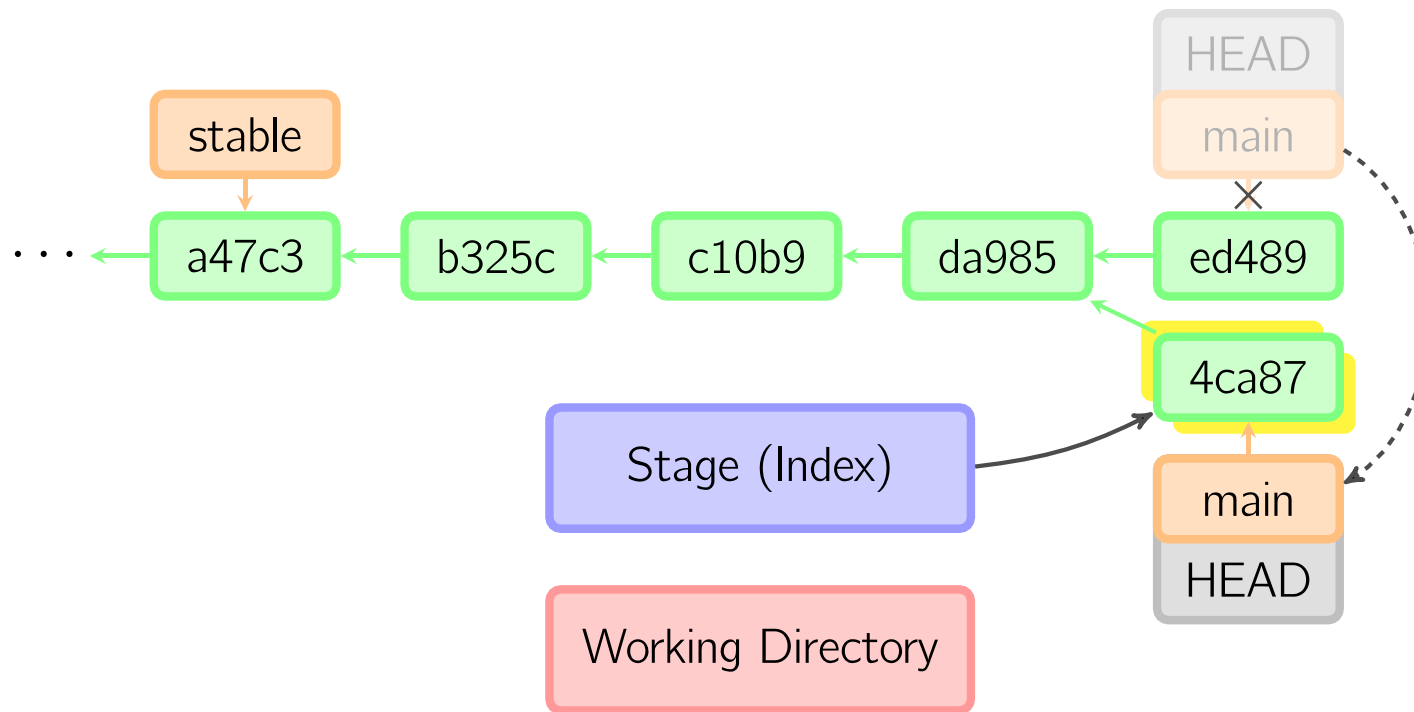 HEAD
stable
main
... a47c3 b325c c10b9 da985 ed489
4ca87
Stage (Index)
main
HEAD
Working Directory